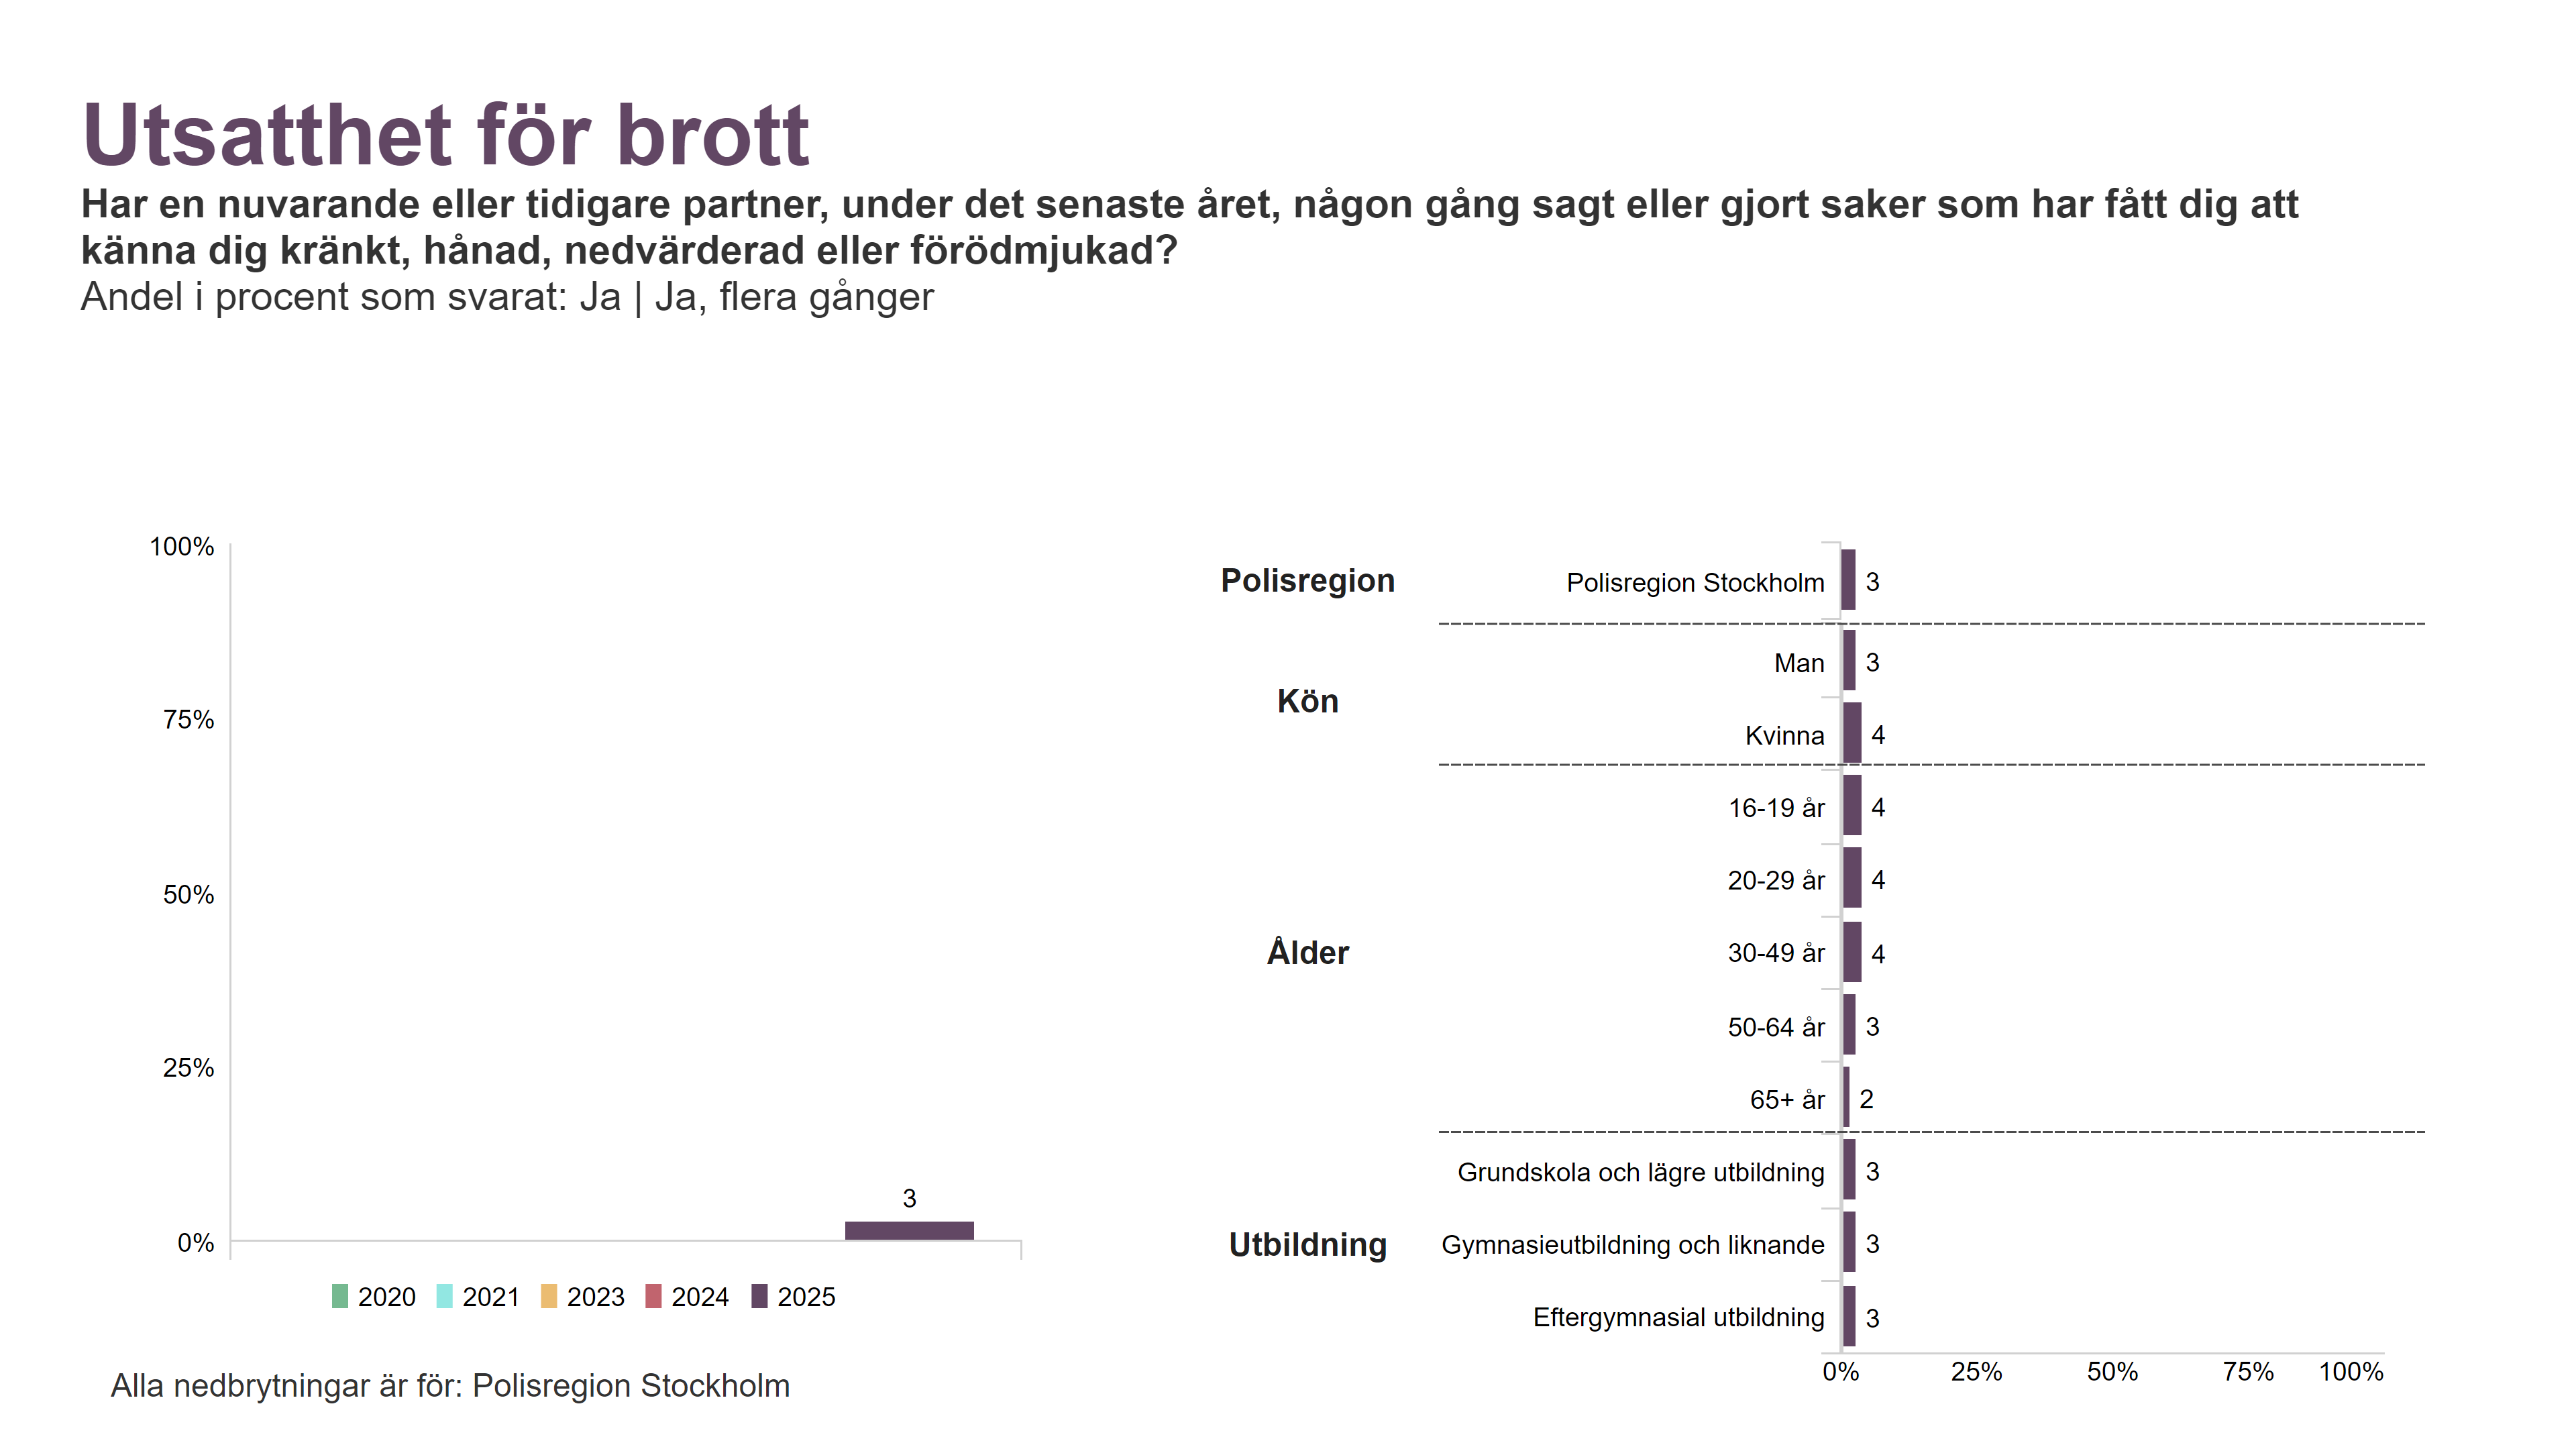 Utsatthet för brott
Har en nuvarande eller tidigare partner, under det senaste året, någon gång sagt eller gjort saker som har fått dig att
känna dig kränkt, hånad, nedvärderad eller förödmjukad?
Andel i procent som svarat: Ja | Ja, flera gånger
100%
75%
50%
25%
0%
3
2020 2021 2023 2024 2025
Alla nedbrytningar är för: Polisregion Stockholm
Polisregion
Polisregion Stockholm 3
Kön
Man 3
Kvinna 4
Ålder
16-19 år 4
20-29 år 4
30-49 år 4
50-64 år 3
65+ år 2
Utbildning
Grundskola och lägre utbildning 3
Gymnasieutbildning och liknande 3
Eftergymnasial utbildning 3
0% 25% 50% 75% 100%